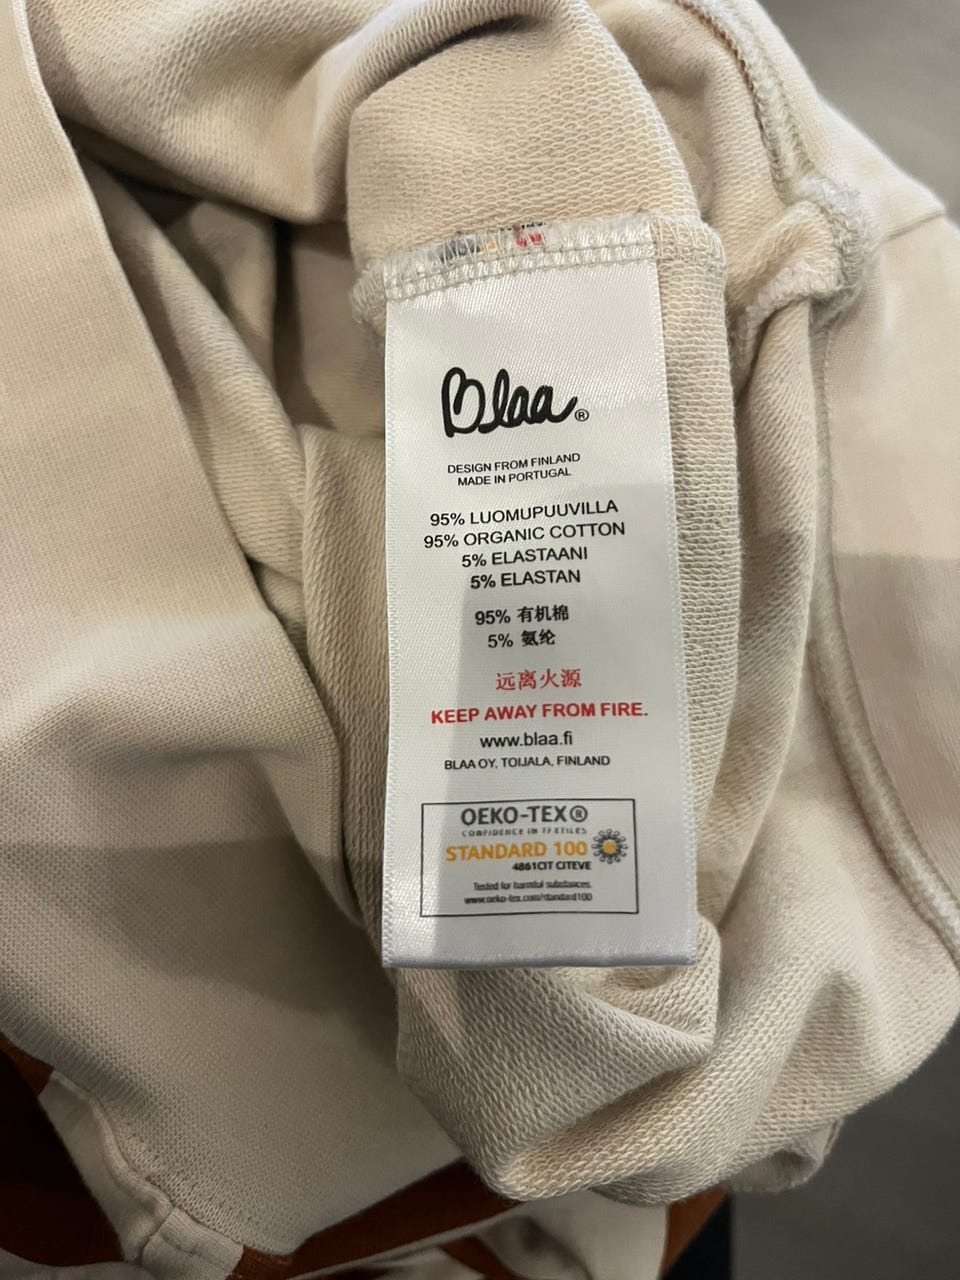 Blaa®
DESIGN FROM FINLAND
MADE IN PORTUGAL
95% LUOMUPUUVILLA
95% ORGANIC COTTON
5% ELASTAANI
5% ELASTAN
95% 有机棉
5% 氨纶
远离火源
KEEP AWAY FROM FIRE.
www.blaa.fi
BLAA OY, TOIJALA, FINLAND
OEKO-TEX®
CONFIDENCE IN TEXTILES
STANDARD 100
4861CIT CITEVE
Tested for harmful substances.
www.oeko-tex.com/standard100